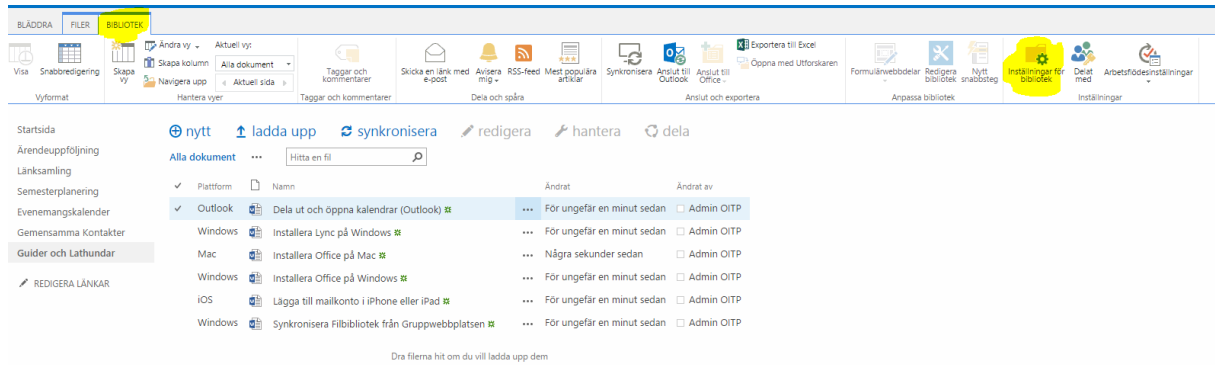 BLÄDDRA FILER BIBLIOTEK
Visa Snabbredigering
Vyformat
Skapa vy
Ändra vy
Skapa kolumn
Navigera upp
Aktuell vy:
Alla dokument
Aktuell sida
Hantera vyer
Taggar och kommentarer
Taggar och kommentarer
Skicka en länk med e-post
Avisera mig
RSS-feed
Mest populära artiklar
Dela och spåra
Synkronisera
Anslut till Outlook
Anslut till Office
Exportera till Excel
Öppna med Utforskaren
Anslut och exportera
Formulärwebbdelar
Redigera bibliotek
Nytt snabbsteg
Anpassa bibliotek
Inställningar för bibliotek
Delat med
Arbetsflödesinställningar
Inställningar
Startsida
Ärendeuppföljning
Länksamling
Semesterplanering
Evenemangskalender
Gemensamma Kontakter
Guider och Lathundar
REDIGERA LÄNKAR
nytt ladda upp synkronisera redigera hantera dela
Alla dokument ... Hitta en fil
Plattform Namn Ändrat Ändrat av
Outlook Dela ut och öppna kalendrar (Outlook) ... För ungefär en minut sedan Admin OITP
Windows Installera Lync på Windows ... För ungefär en minut sedan Admin OITP
Mac Installera Office på Mac ... Några sekunder sedan Admin OITP
Windows Installera Office på Windows ... För ungefär en minut sedan Admin OITP
iOS Lägga till mailkonto i iPhone eller iPad ... För ungefär en minut sedan Admin OITP
Windows Synkronisera Filbibliotek från Gruppwebbplatsen ... För ungefär en minut sedan Admin OITP
Dra filerna hit om du vill ladda upp dem